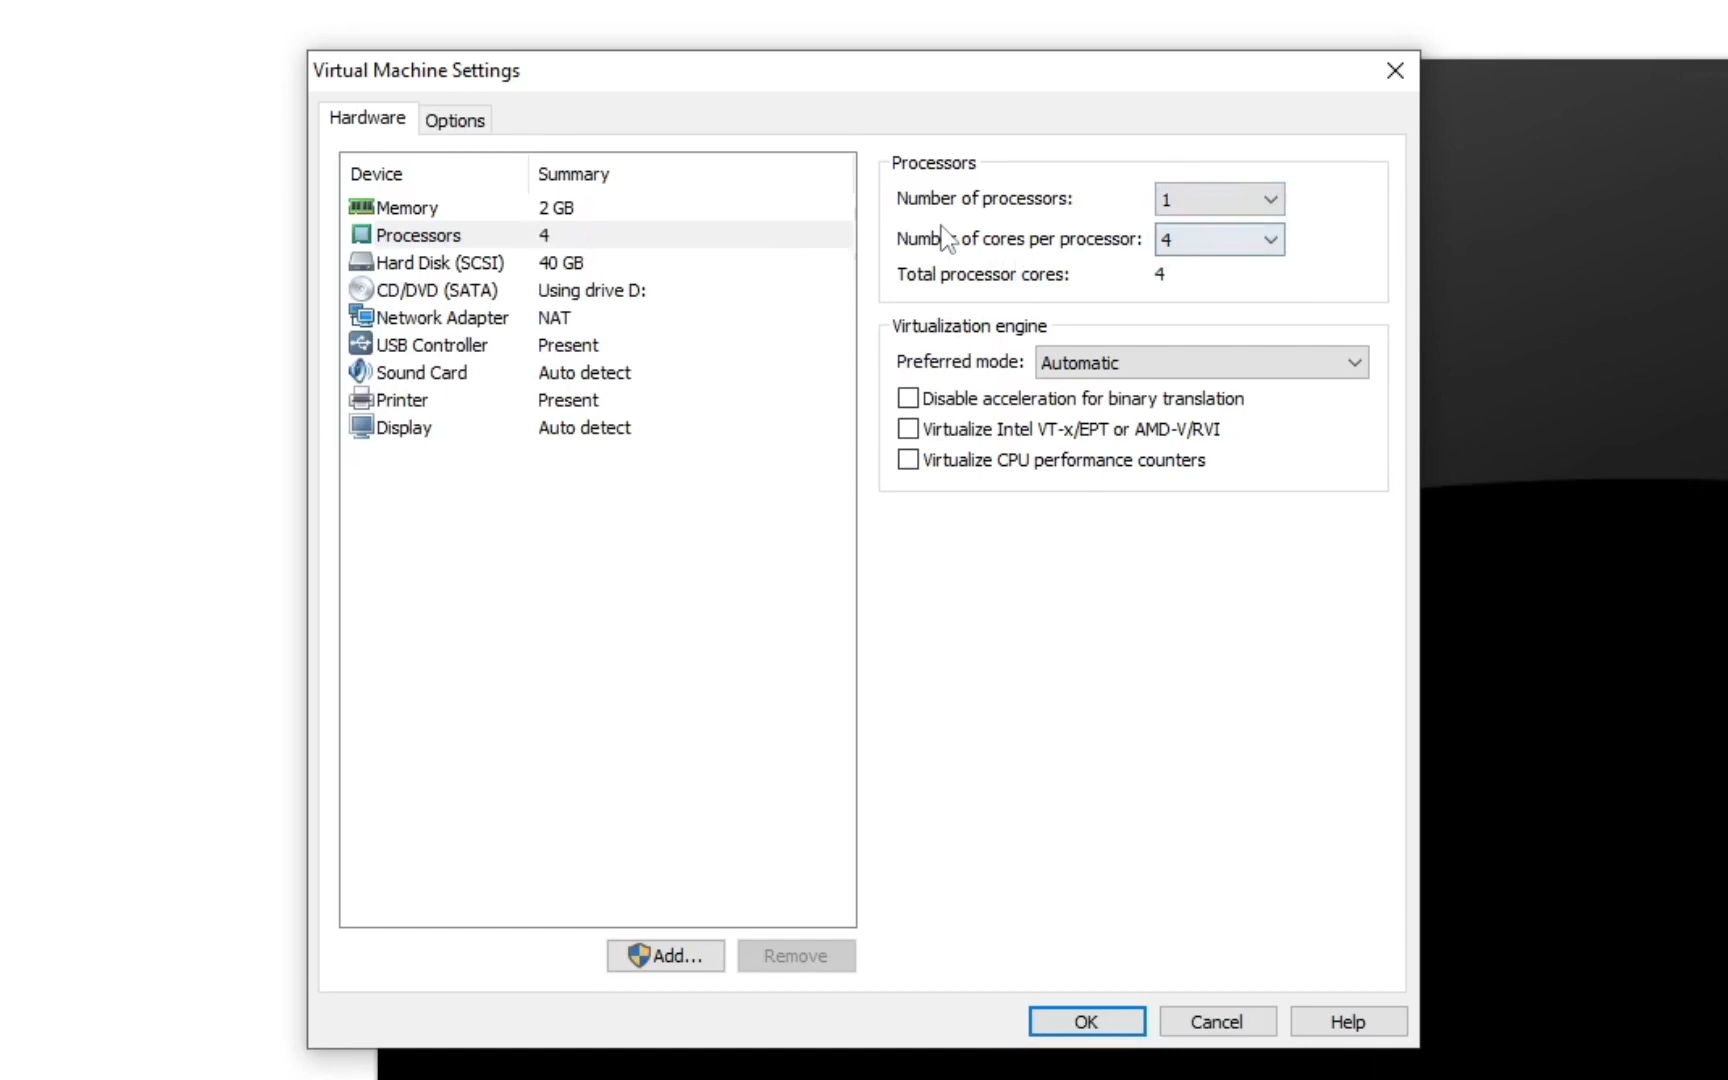 Virtual Machine Settings
Hardware
Options
Device Summary
Memory 2 GB
Processors 4
Hard Disk (SCSI) 40 GB
CD/DVD (SATA) Using drive D:
Network Adapter NAT
USB Controller Present
Sound Card Auto detect
Printer Present
Display Auto detect
Add...
Remove
Processors
Number of processors: 1
Number of cores per processor: 4
Total processor cores: 4
Virtualization engine
Preferred mode: Automatic
Disable acceleration for binary translation
Virtualize Intel VT-x/EPT or AMD-V/RVI
Virtualize CPU performance counters
OK
Cancel
Help